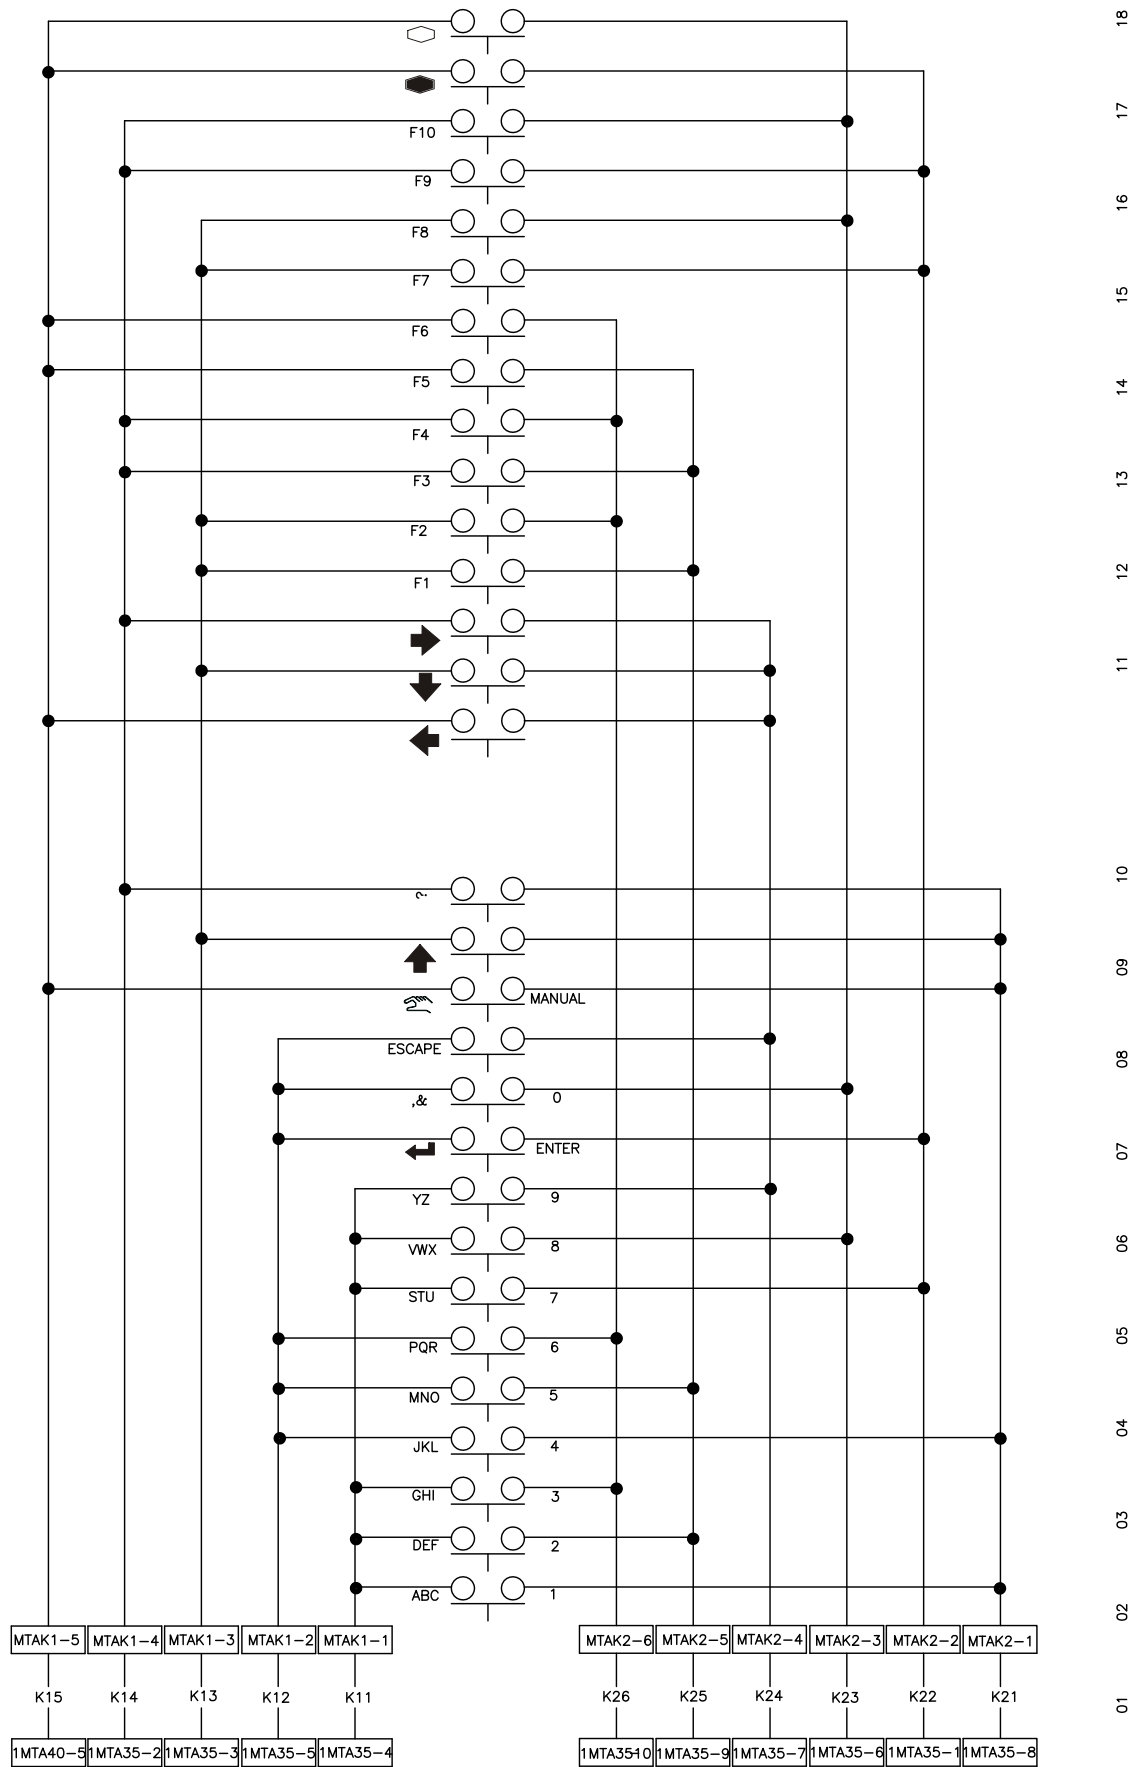 18
17
F10
F9
16
F8
F7
15
F6
F5
14
F4
F3
13
F2
F1
12
11
?
10
09
MANUAL
ESCAPE
08
,& 0
ENTER
07
YZ 9
VWX 8
06
STU 7
PQR 6
05
MNO 5
JKL 4
04
GHI 3
03
DEF 2
ABC 1
02
MTAK1-5 MTAK1-4 MTAK1-3 MTAK1-2 MTAK1-1 MTAK2-6 MTAK2-5 MTAK2-4 MTAK2-3 MTAK2-2 MTAK2-1
K15 K14 K13 K12 K11 K26 K25 K24 K23 K22 K21
01
1MTA40-5 1MTA35-2 1MTA35-3 1MTA35-5 1MTA35-4 1MTA35-10 1MTA35-9 1MTA35-7 1MTA35-6 1MTA35-1 1MTA35-8